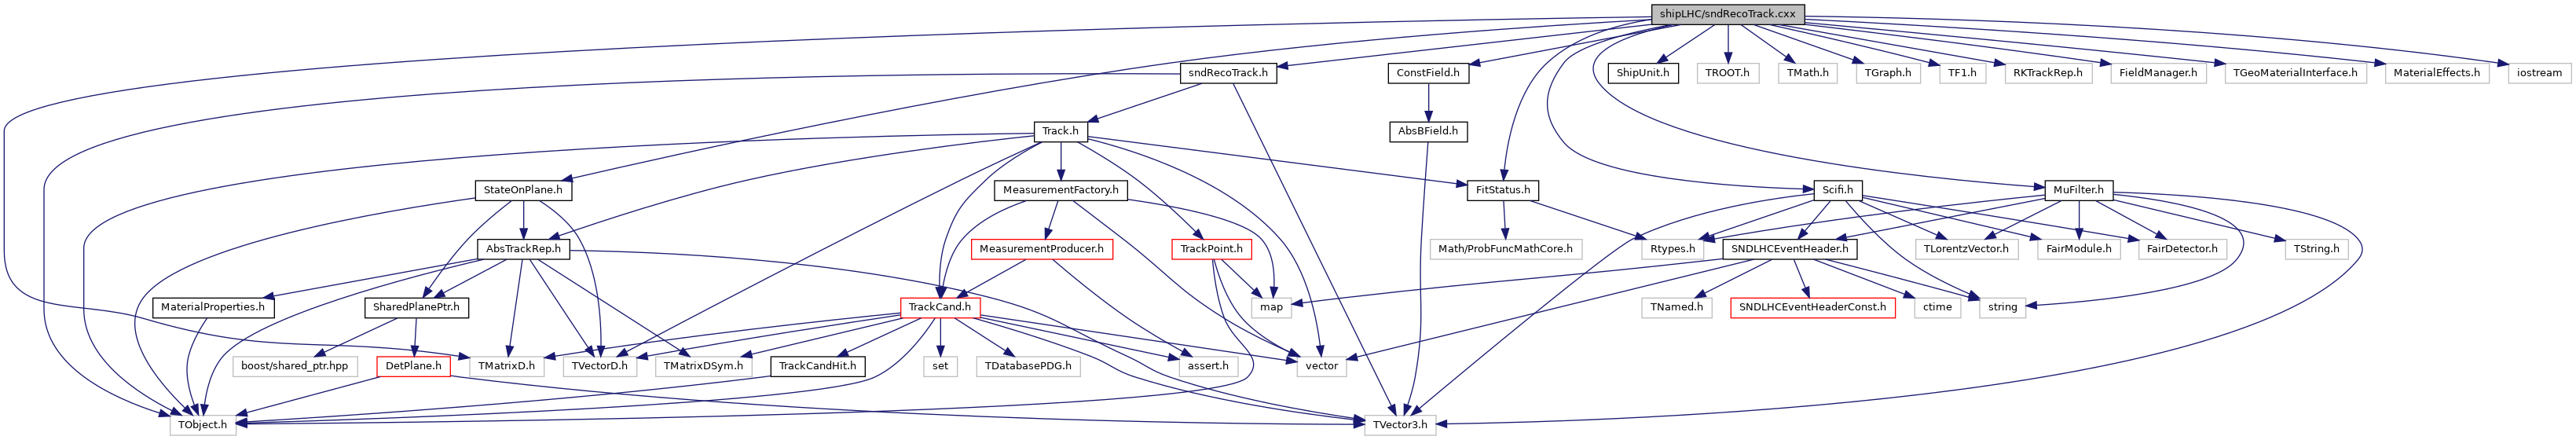 shipLHC/sndRecoTrack.cxx
sndRecoTrack.h
ConstField.h
ShipUnit.h
TROOT.h
TMath.h
TGraph.h
TF1.h
RKTrackRep.h
FieldManager.h
TGeoMaterialInterface.h
MaterialEffects.h
iostream
Track.h
AbsBField.h
StateOnPlane.h
MeasurementFactory.h
FitStatus.h
Scifi.h
MuFilter.h
AbsTrackRep.h
MeasurementProducer.h
TrackPoint.h
Math/ProbFuncMathCore.h
Rtypes.h
SNDLHCEventHeader.h
TLorentzVector.h
FairModule.h
FairDetector.h
TString.h
MaterialProperties.h
SharedPlanePtr.h
TrackCand.h
map
TNamed.h
SNDLHCEventHeaderConst.h
ctime
string
boost/shared_ptr.hpp
DetPlane.h
TMatrixD.h
TVectorD.h
TMatrixDSym.h
TrackCandHit.h
set
TDatabasePDG.h
assert.h
vector
TObject.h
TVector3.h